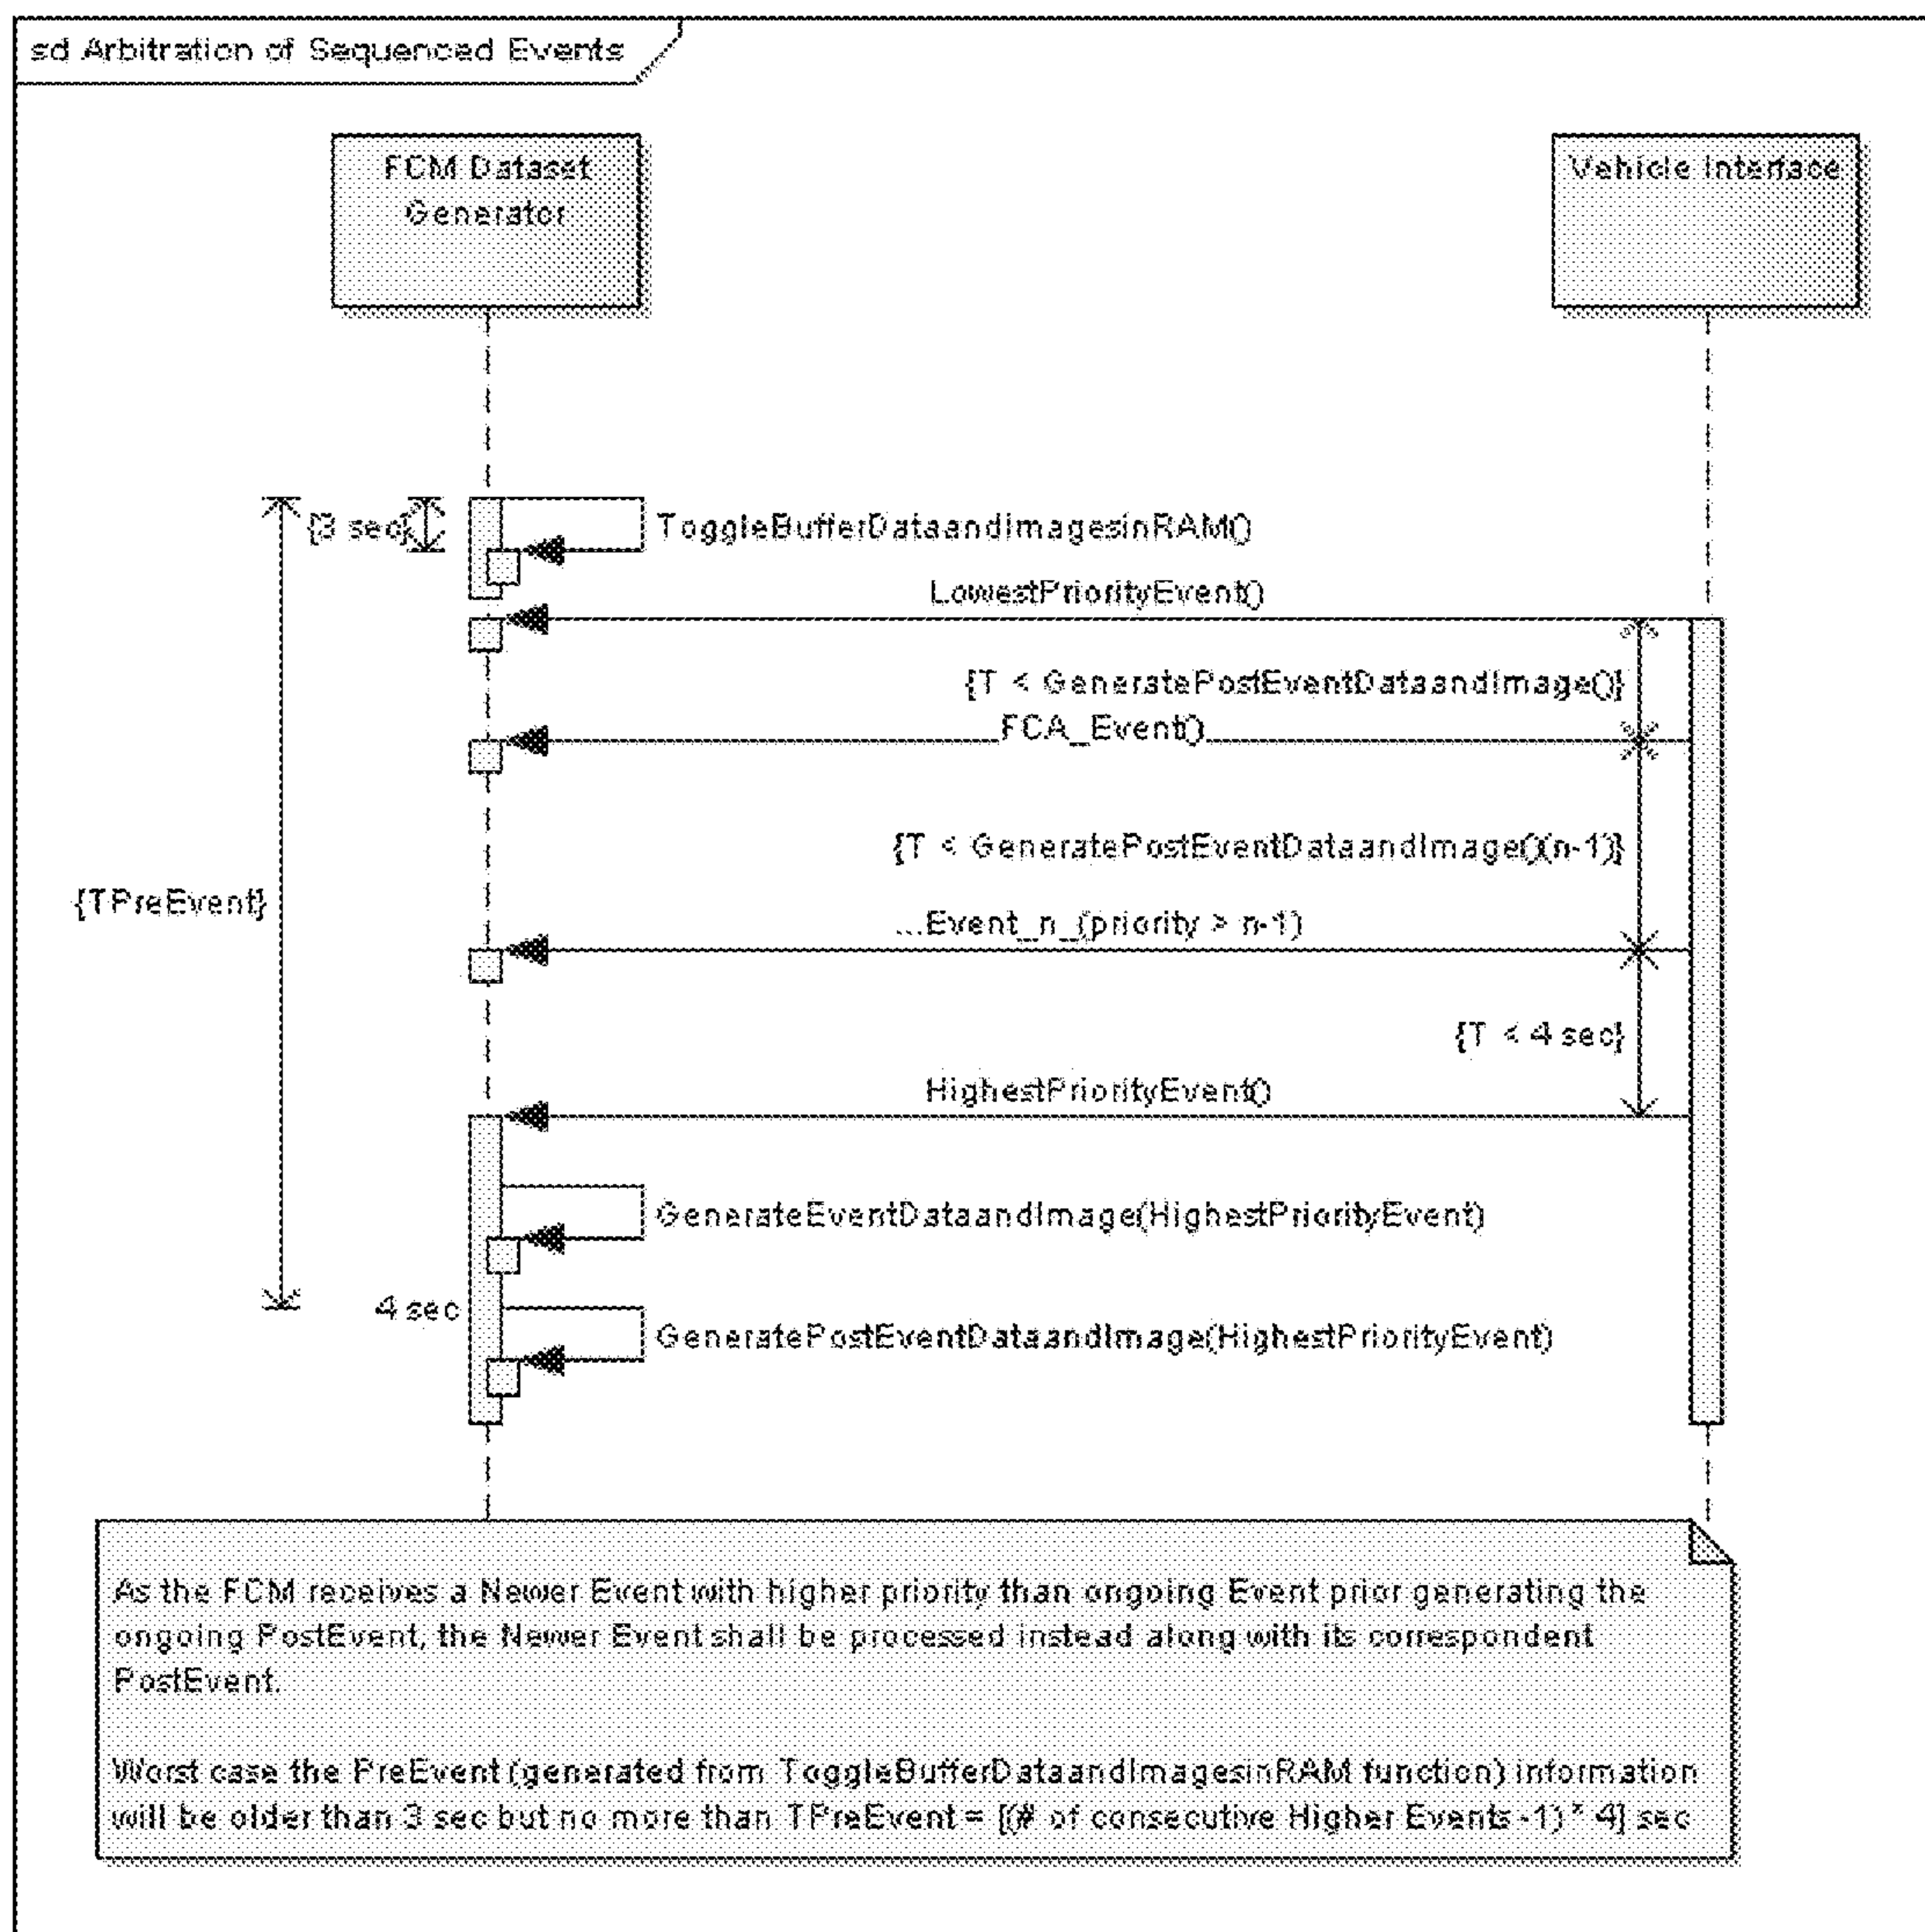 sd Arbitration of Sequenced Events
FCM Dataset
Generator
Vehicle Interface
{3 sec}
ToggleBufferDataandImagesinRAM()
LowestPriorityEvent()
{T < GeneratePostEventDataandImage()}
FCA_Event()
{T < GeneratePostEventDataandImage()(n-1)}
{TPreEvent}
...Event_n_(priority > n-1)
{T < 4 sec}
HighestPriorityEvent()
GenerateEventDataandImage(HighestPriorityEvent)
4 sec
GeneratePostEventDataandImage(HighestPriorityEvent)
As the FCM receives a Newer Event with higher priority than ongoing Event prior generating the
ongoing PostEvent, the Newer Event shall be processed instead along with its correspondent
PostEvent.
Worst case the PreEvent (generated from ToggleBufferDataandImagesinRAM function) information
will be older than 3 sec but no more than TPreEvent = [(# of consecutive Higher Events -1) * 4] sec